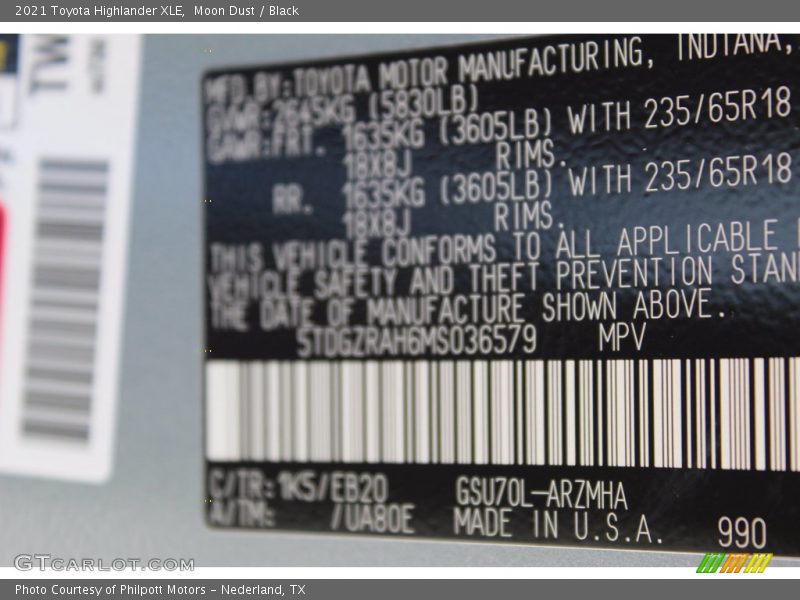 2021 Toyota Highlander XLE, Moon Dust / Black
TW
MFD.BY:TOYOTA MOTOR MANUFACTURING, INDIANA,
GVWR:2645KG (5830LB)
GAWR:FRT. 1635KG (3605LB) WITH 235/65R18
18X8J RIMS.
RR. 1635KG (3605LB) WITH 235/65R18
18X8J RIMS.
THIS VEHICLE CONFORMS TO ALL APPLICABLE
VEHICLE SAFETY AND THEFT PREVENTION STAN
THE DATE OF MANUFACTURE SHOWN ABOVE.
5TDGZRAH6MS036579 MPV
C/TR:1K5/EB20 GSU70L-ARZMHA
A/TM: /UA80E MADE IN U.S.A. 990
GTcarlot.com
Photo Courtesy of Philpott Motors - Nederland, TX